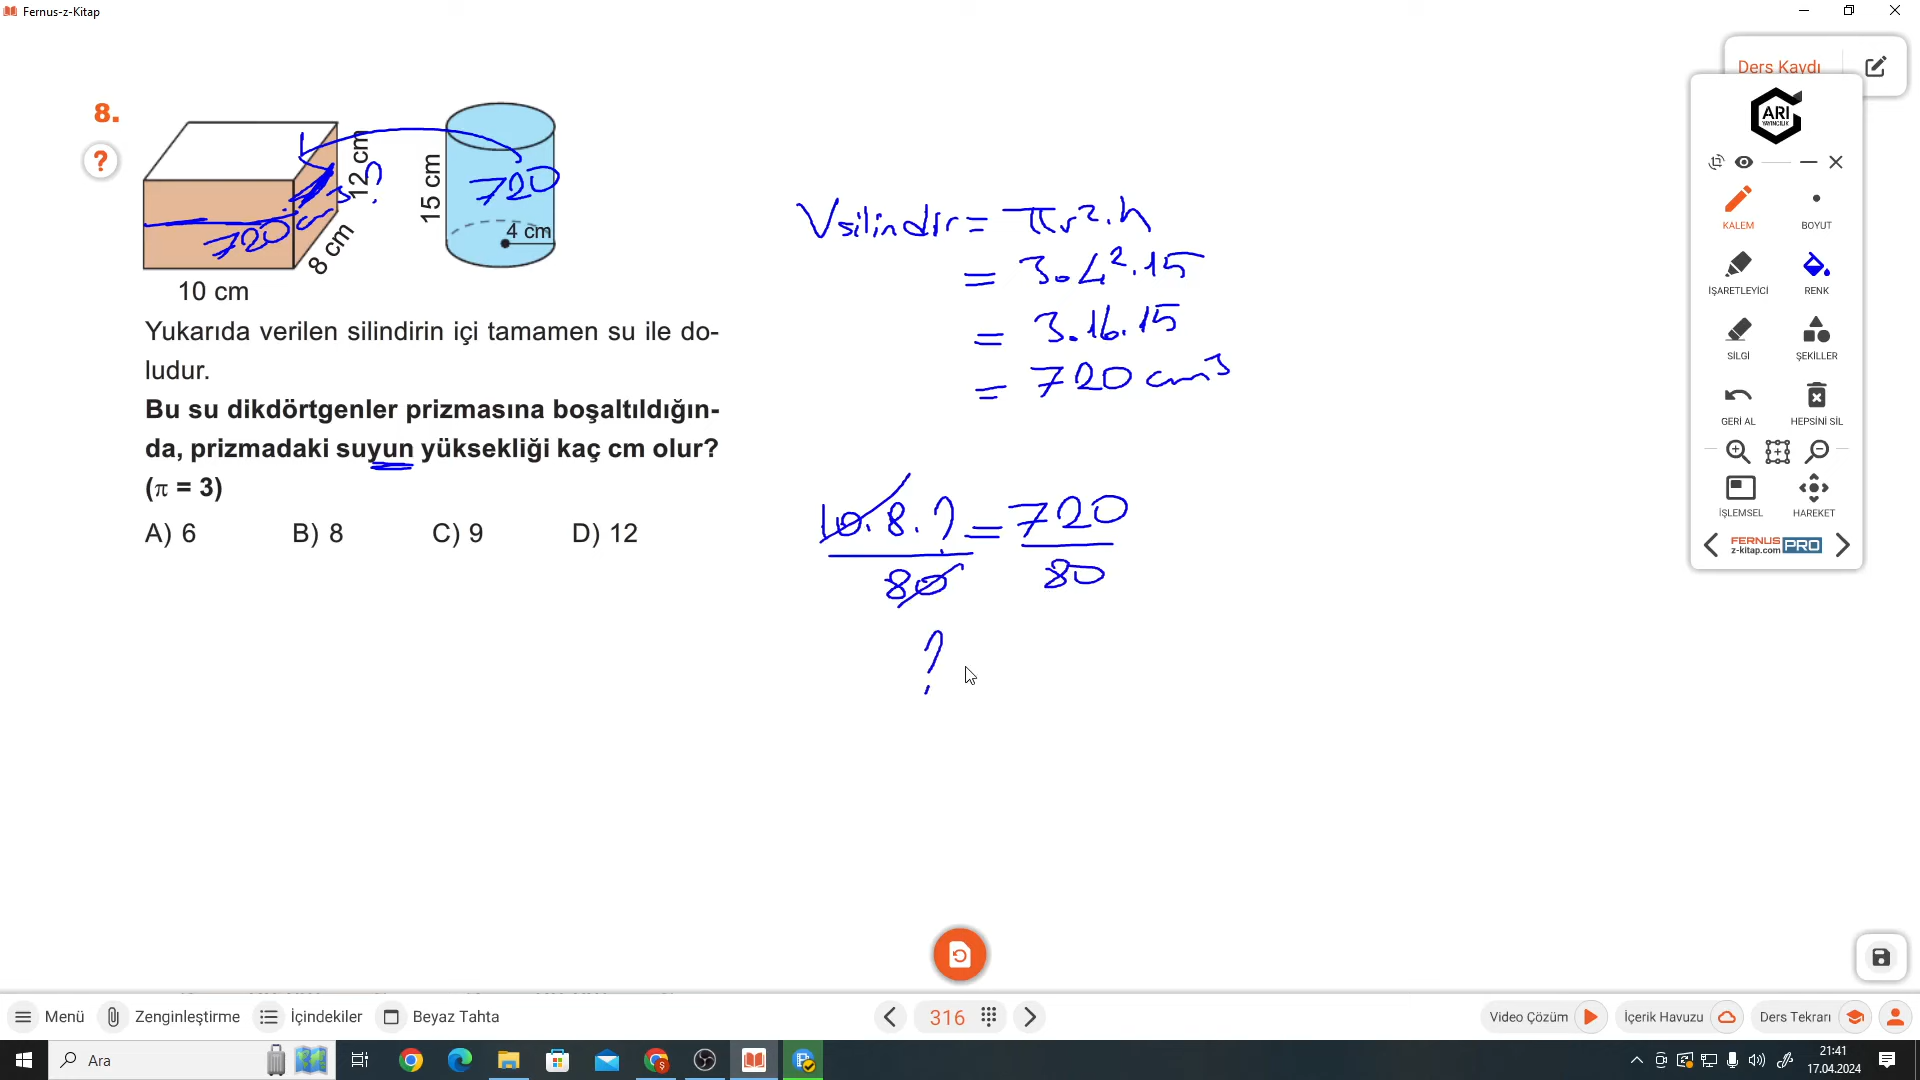 Fernus-z-Kitap
Ders Kaydı
ARI
YAYINCILIK
8.
?
12 cm
?
15 cm
720
4 cm
720 cm³
8 cm
10 cm
Yukarıda verilen silindirin içi tamamen su ile do-
ludur.
Bu su dikdörtgenler prizmasına boşaltıldığın-
da, prizmadaki suyun yüksekliği kaç cm olur?
(π = 3)
A) 6 B) 8 C) 9 D) 12
Vsilindir = πr².h
= 3.4².15
= 3.16.15
= 720 cm³
10.8.? = 720
80 80
?
KALEM BOYUT
İŞARETLEYİCİ RENK
SİLGİ ŞEKİLLER
GERİ AL HEPSİNİ SİL
İŞLEMSEL HAREKET
FERNUS
z-kitap.com PRO
Menü Zenginleştirme İçindekiler Beyaz Tahta 316 Video Çözüm İçerik Havuzu Ders Tekrarı
Ara
21:41
17.04.2024